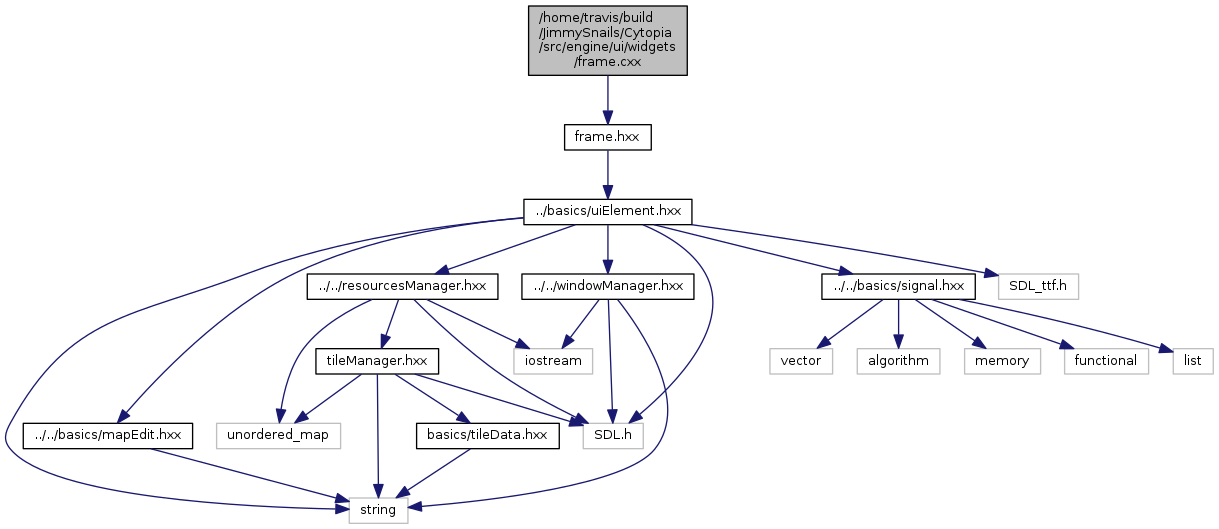 /home/travis/build
/JimmySnails/Cytopia
/src/engine/ui/widgets
/frame.cxx
frame.hxx
../basics/uiElement.hxx
../../resourcesManager.hxx
../../windowManager.hxx
../../basics/signal.hxx
SDL_ttf.h
tileManager.hxx
iostream
vector
algorithm
memory
functional
list
../../basics/mapEdit.hxx
unordered_map
basics/tileData.hxx
SDL.h
string